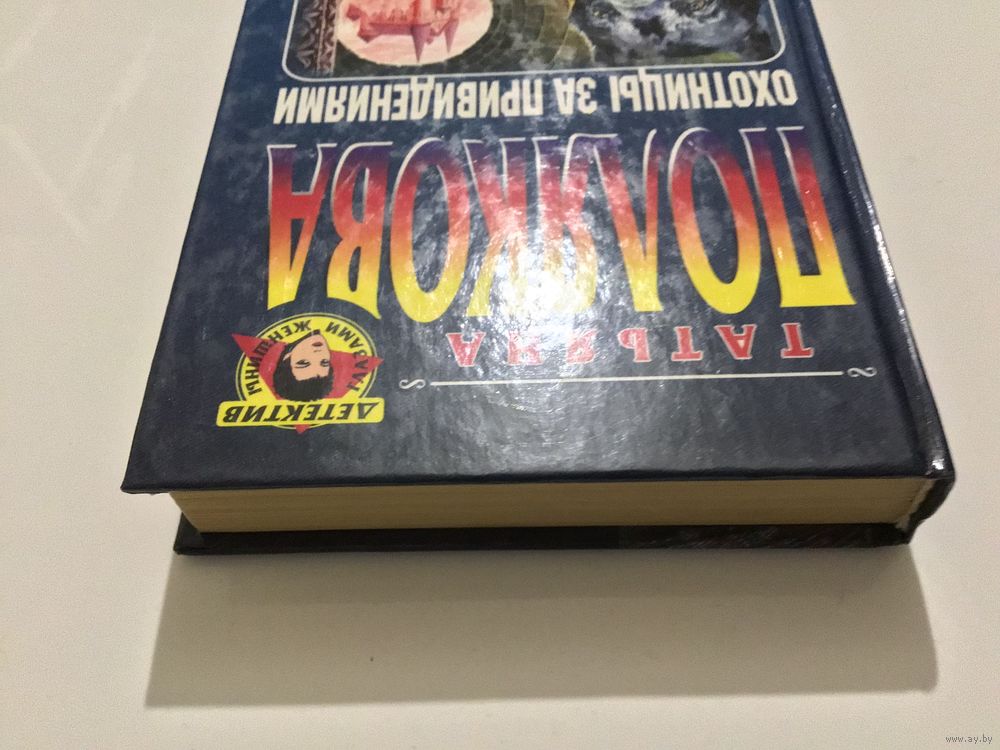 ТАТЬЯНА
ПОЛЯКОВА
ОХОТНИЦЫ ЗА ПРИВИДЕНИЯМИ
ДЕТЕКТИВ
ГЛАЗАМИ ЖЕНЩИНЫ
www.ay.by